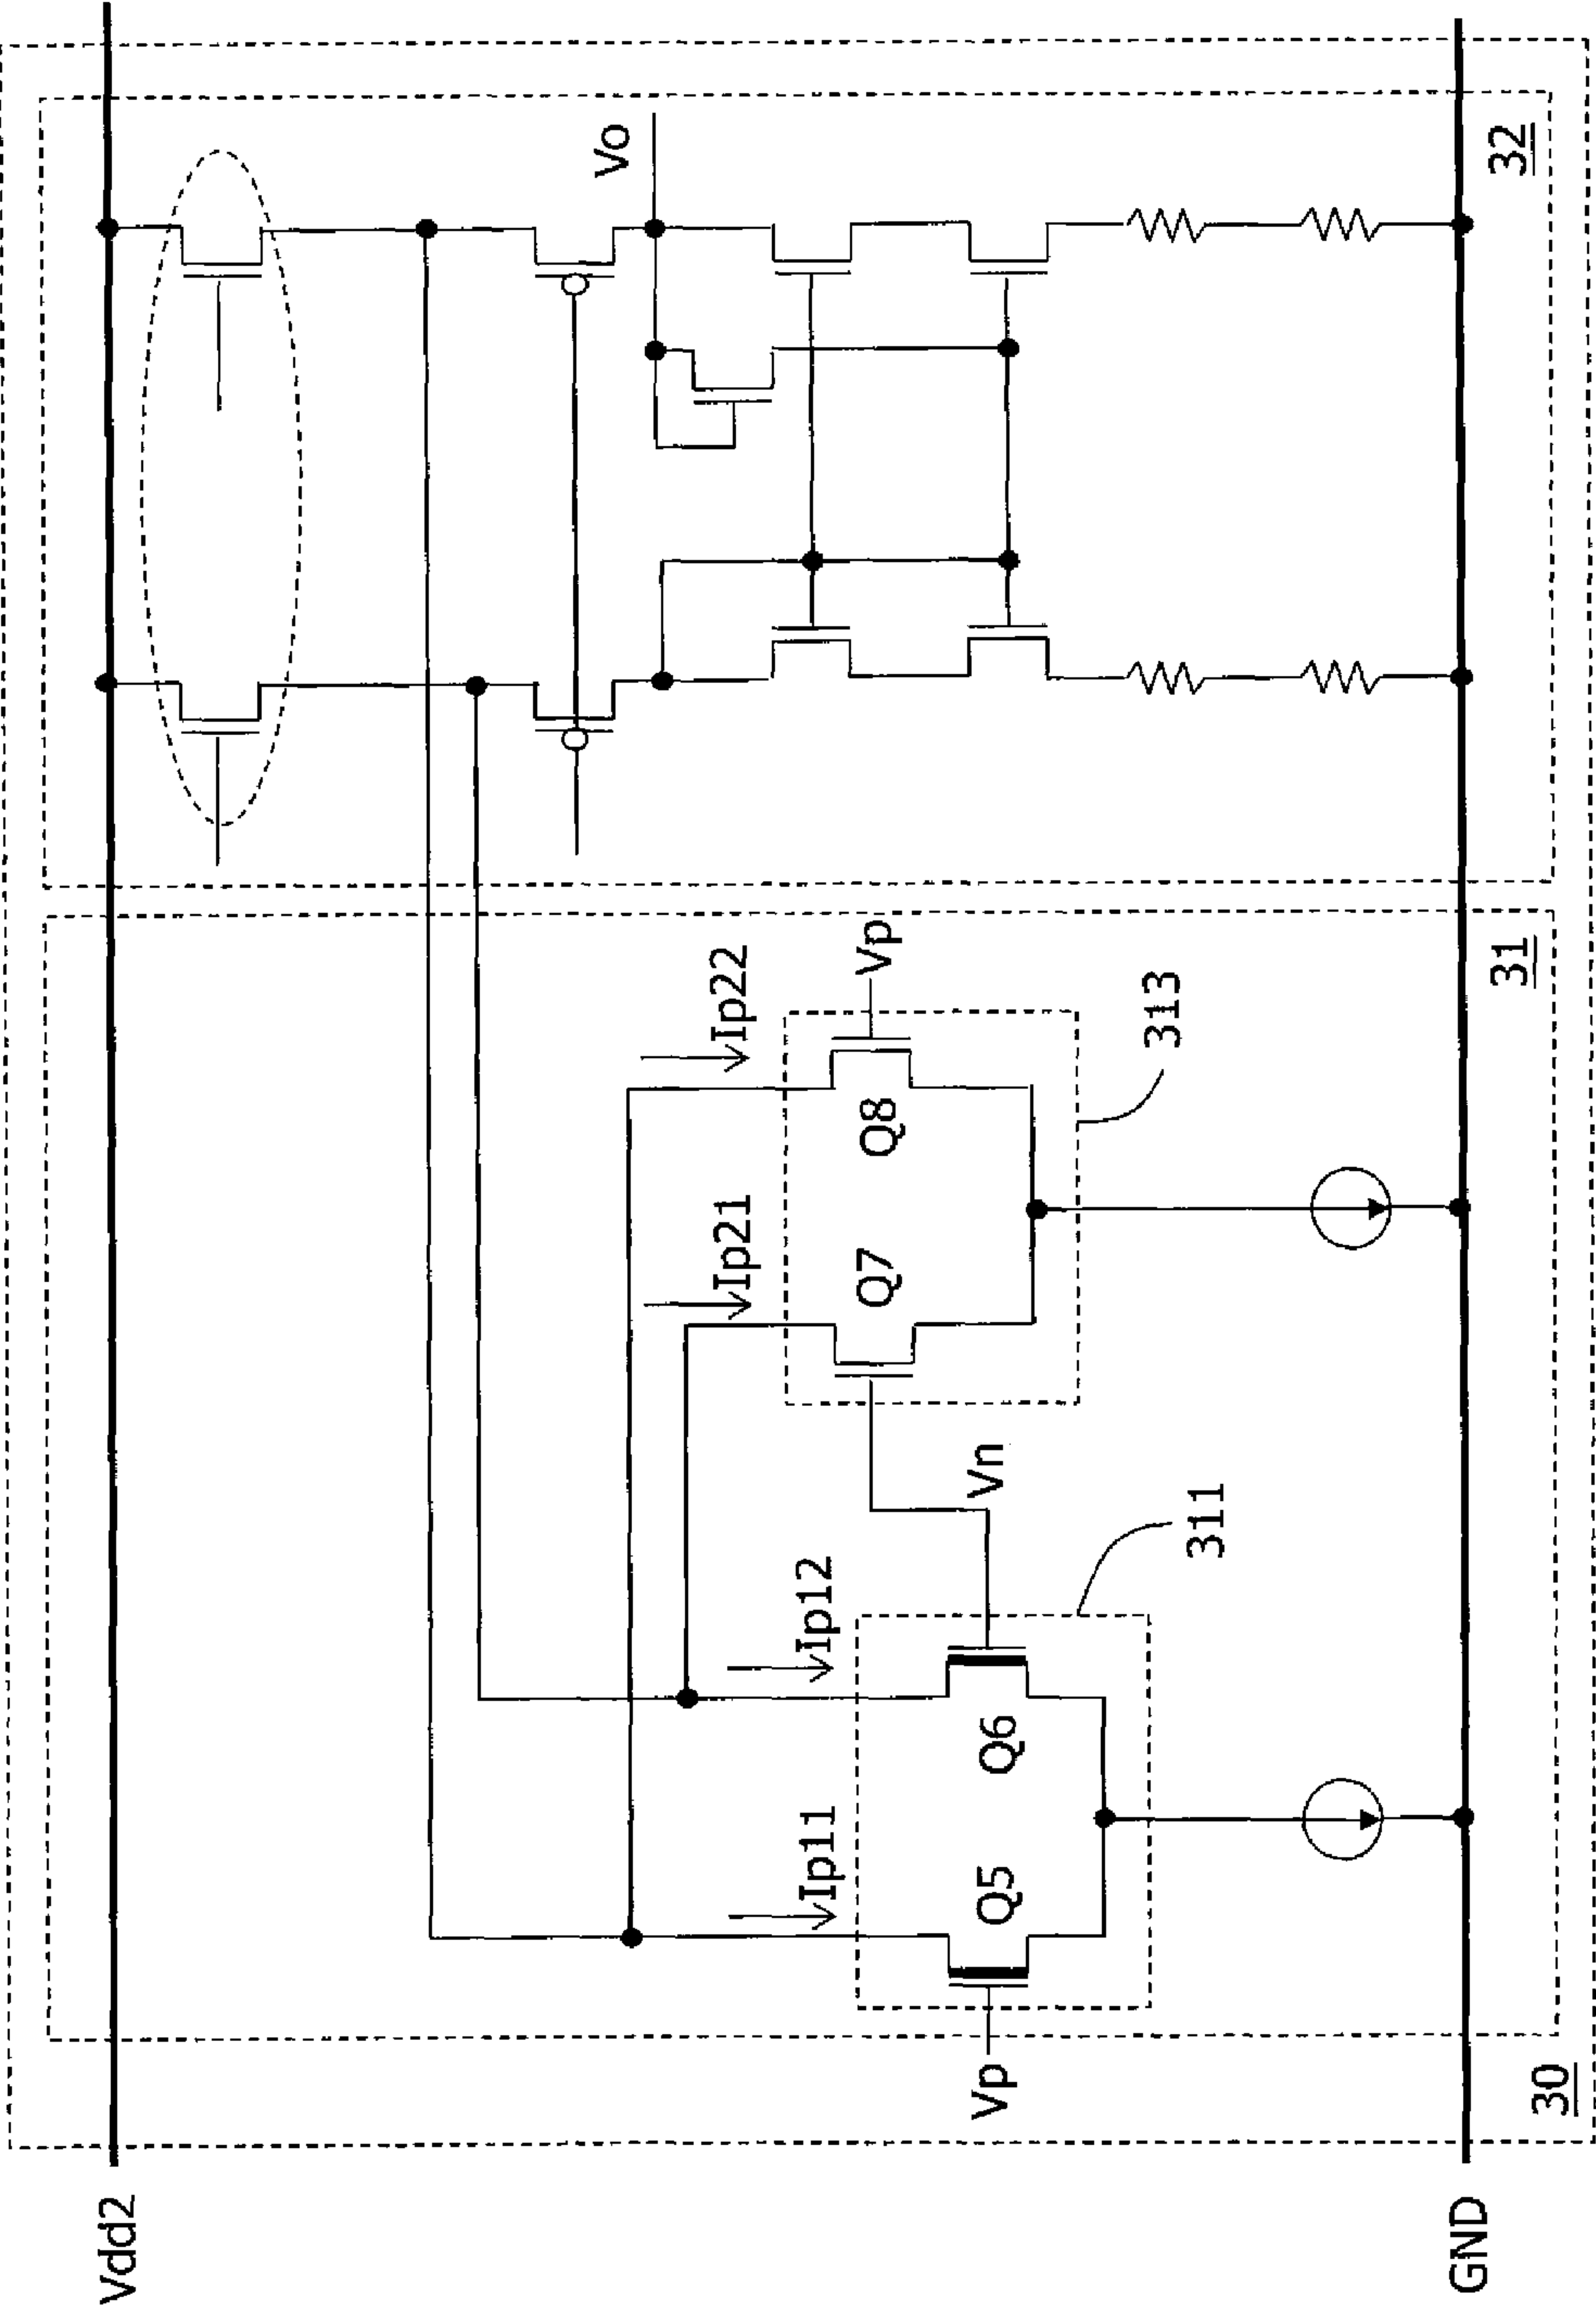 Vdd2
GND
30
31
32
Vp
Q5
Q6
Ip11
Ip12
311
Vn
Q7
Q8
Ip21
Ip22
Vp
313
Vo